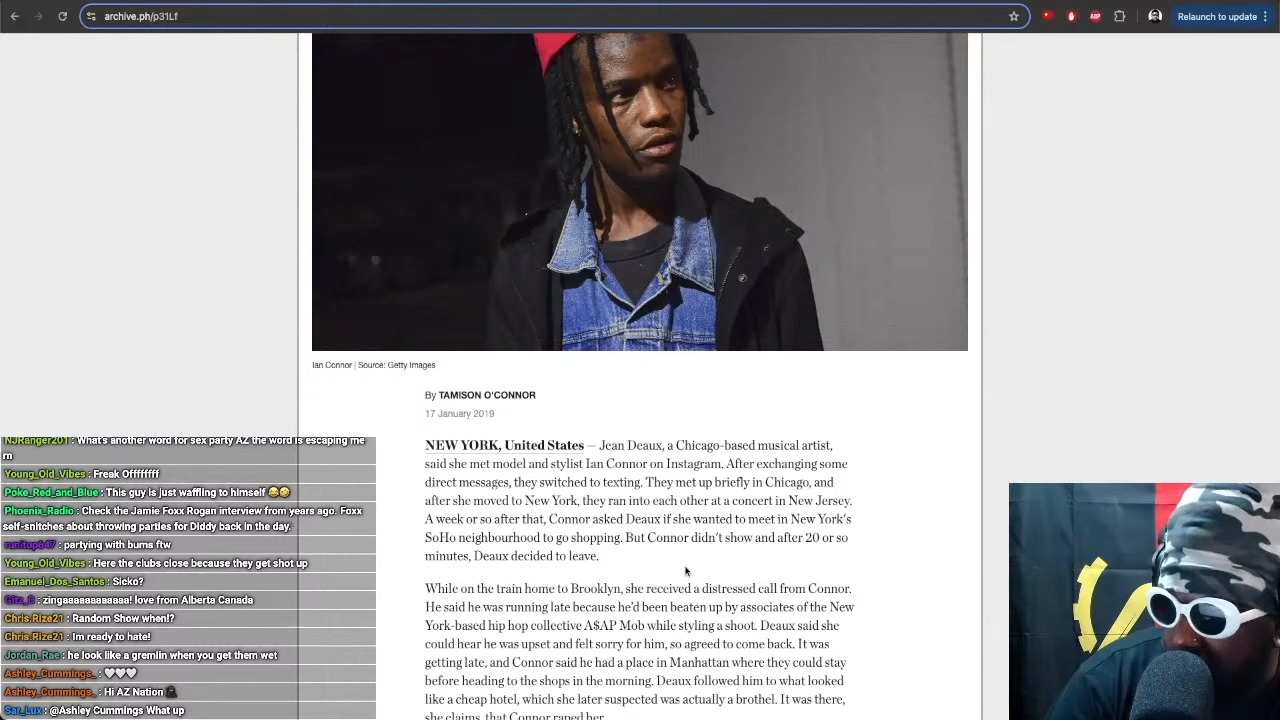 archive.ph/p31Lf
Relaunch to update
Ian Connor | Source: Getty Images
By TAMISON O'CONNOR
17 January 2019
NEW YORK, United States — Jean Deaux, a Chicago-based musical artist,
said she met model and stylist Ian Connor on Instagram. After exchanging some
direct messages, they switched to texting. They met up briefly in Chicago, and
after she moved to New York, they ran into each other at a concert in New Jersey.
A week or so after that, Connor asked Deaux if she wanted to meet in New York's
SoHo neighbourhood to go shopping. But Connor didn't show and after 20 or so
minutes, Deaux decided to leave.
While on the train home to Brooklyn, she received a distressed call from Connor.
He said he was running late because he'd been beaten up by associates of the New
York-based hip hop collective A$AP Mob while styling a shoot. Deaux said she
could hear he was upset and felt sorry for him, so agreed to come back. It was
getting late, and Connor said he had a place in Manhattan where they could stay
before heading to the shops in the morning. Deaux followed him to what looked
like a cheap hotel, which she later suspected was actually a brothel. It was there,
she claims, that Connor raped her.
NJRanger201 : What's another word for sex party AZ the word is escaping me
rn
Young_Old_Vibes : Freak Offffffff
Poke_Red_and_Blue : This guy is just waffling to himself 😂🤣
Phoenix_Radio : Check the Jamie Foxx Rogan interview from years ago. Foxx
self-snitches about throwing parties for Diddy back in the day.
runitup647 : partying with bums ftw
Young_Old_Vibes : Here the clubs close because they get shot up
Emanuel_Dos_Santos : Sicko?
: zingaaaaaaaaaaa! love from Alberta Canada
Chris.Rize21 : Random Show when!?
Chris.Rize21 : Im ready to hate!
Jordan_Rae : he look like a gremlin when you get them wet
Ashley_Cummings_ : 🤍🤍🤍
Ashley_Cummings_ : Hi AZ Nation
Sar_Lux : @Ashley Cummings What up